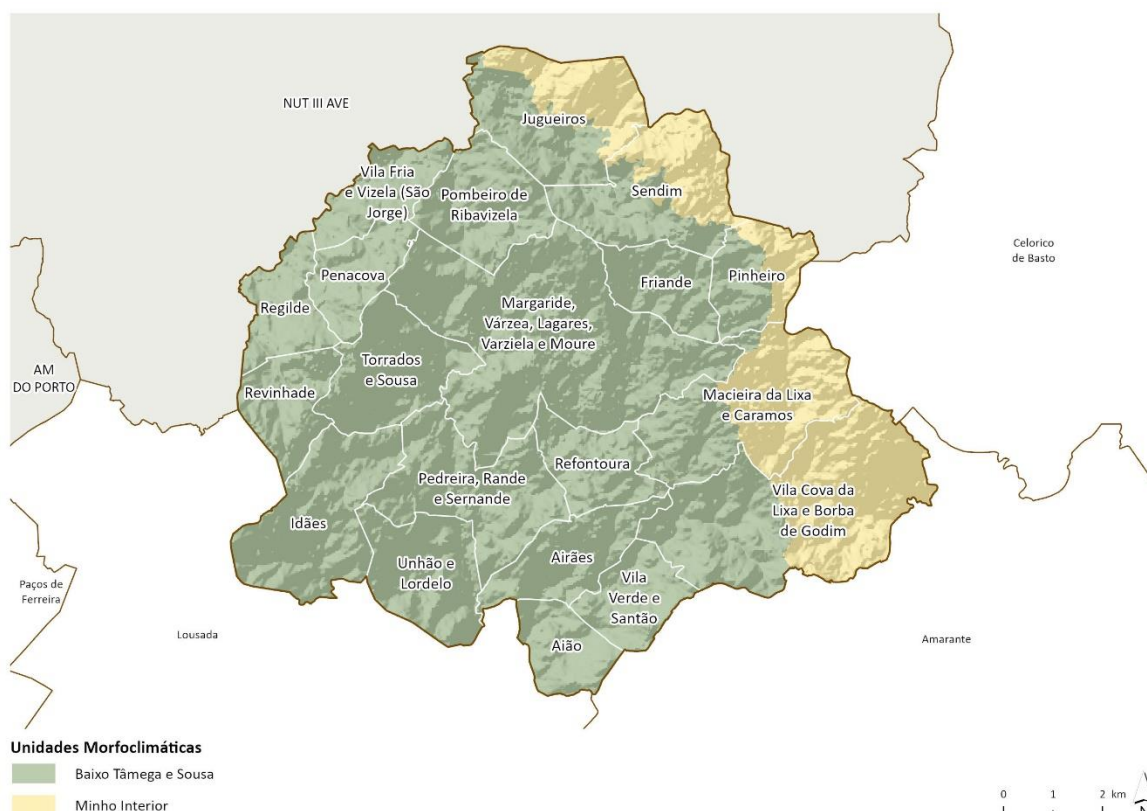 NUT III AVE
Jugueiros
Vila Fria
e Vizela (São
Jorge)
Pombeiro de
Ribavizela
Sendim
Celorico
de Basto
Penacova
Friande
Pinheiro
Regilde
Margaride,
Várzea, Lagares,
Varziela e Moure
AM
DO PORTO
Torrados
e Sousa
Revinhade
Macieira da Lixa
e Caramos
Refontoura
Pedreira, Rande
e Sernande
Vila Cova da
Lixa e Borba
de Godim
Idães
Airães
Unhão e
Lordelo
Vila
Verde e
Santão
Paços de
Ferreira
Lousada
Aião
Amarante
Unidades Morfoclimáticas
Baixo Tâmega e Sousa
Minho Interior
0 1 2 km